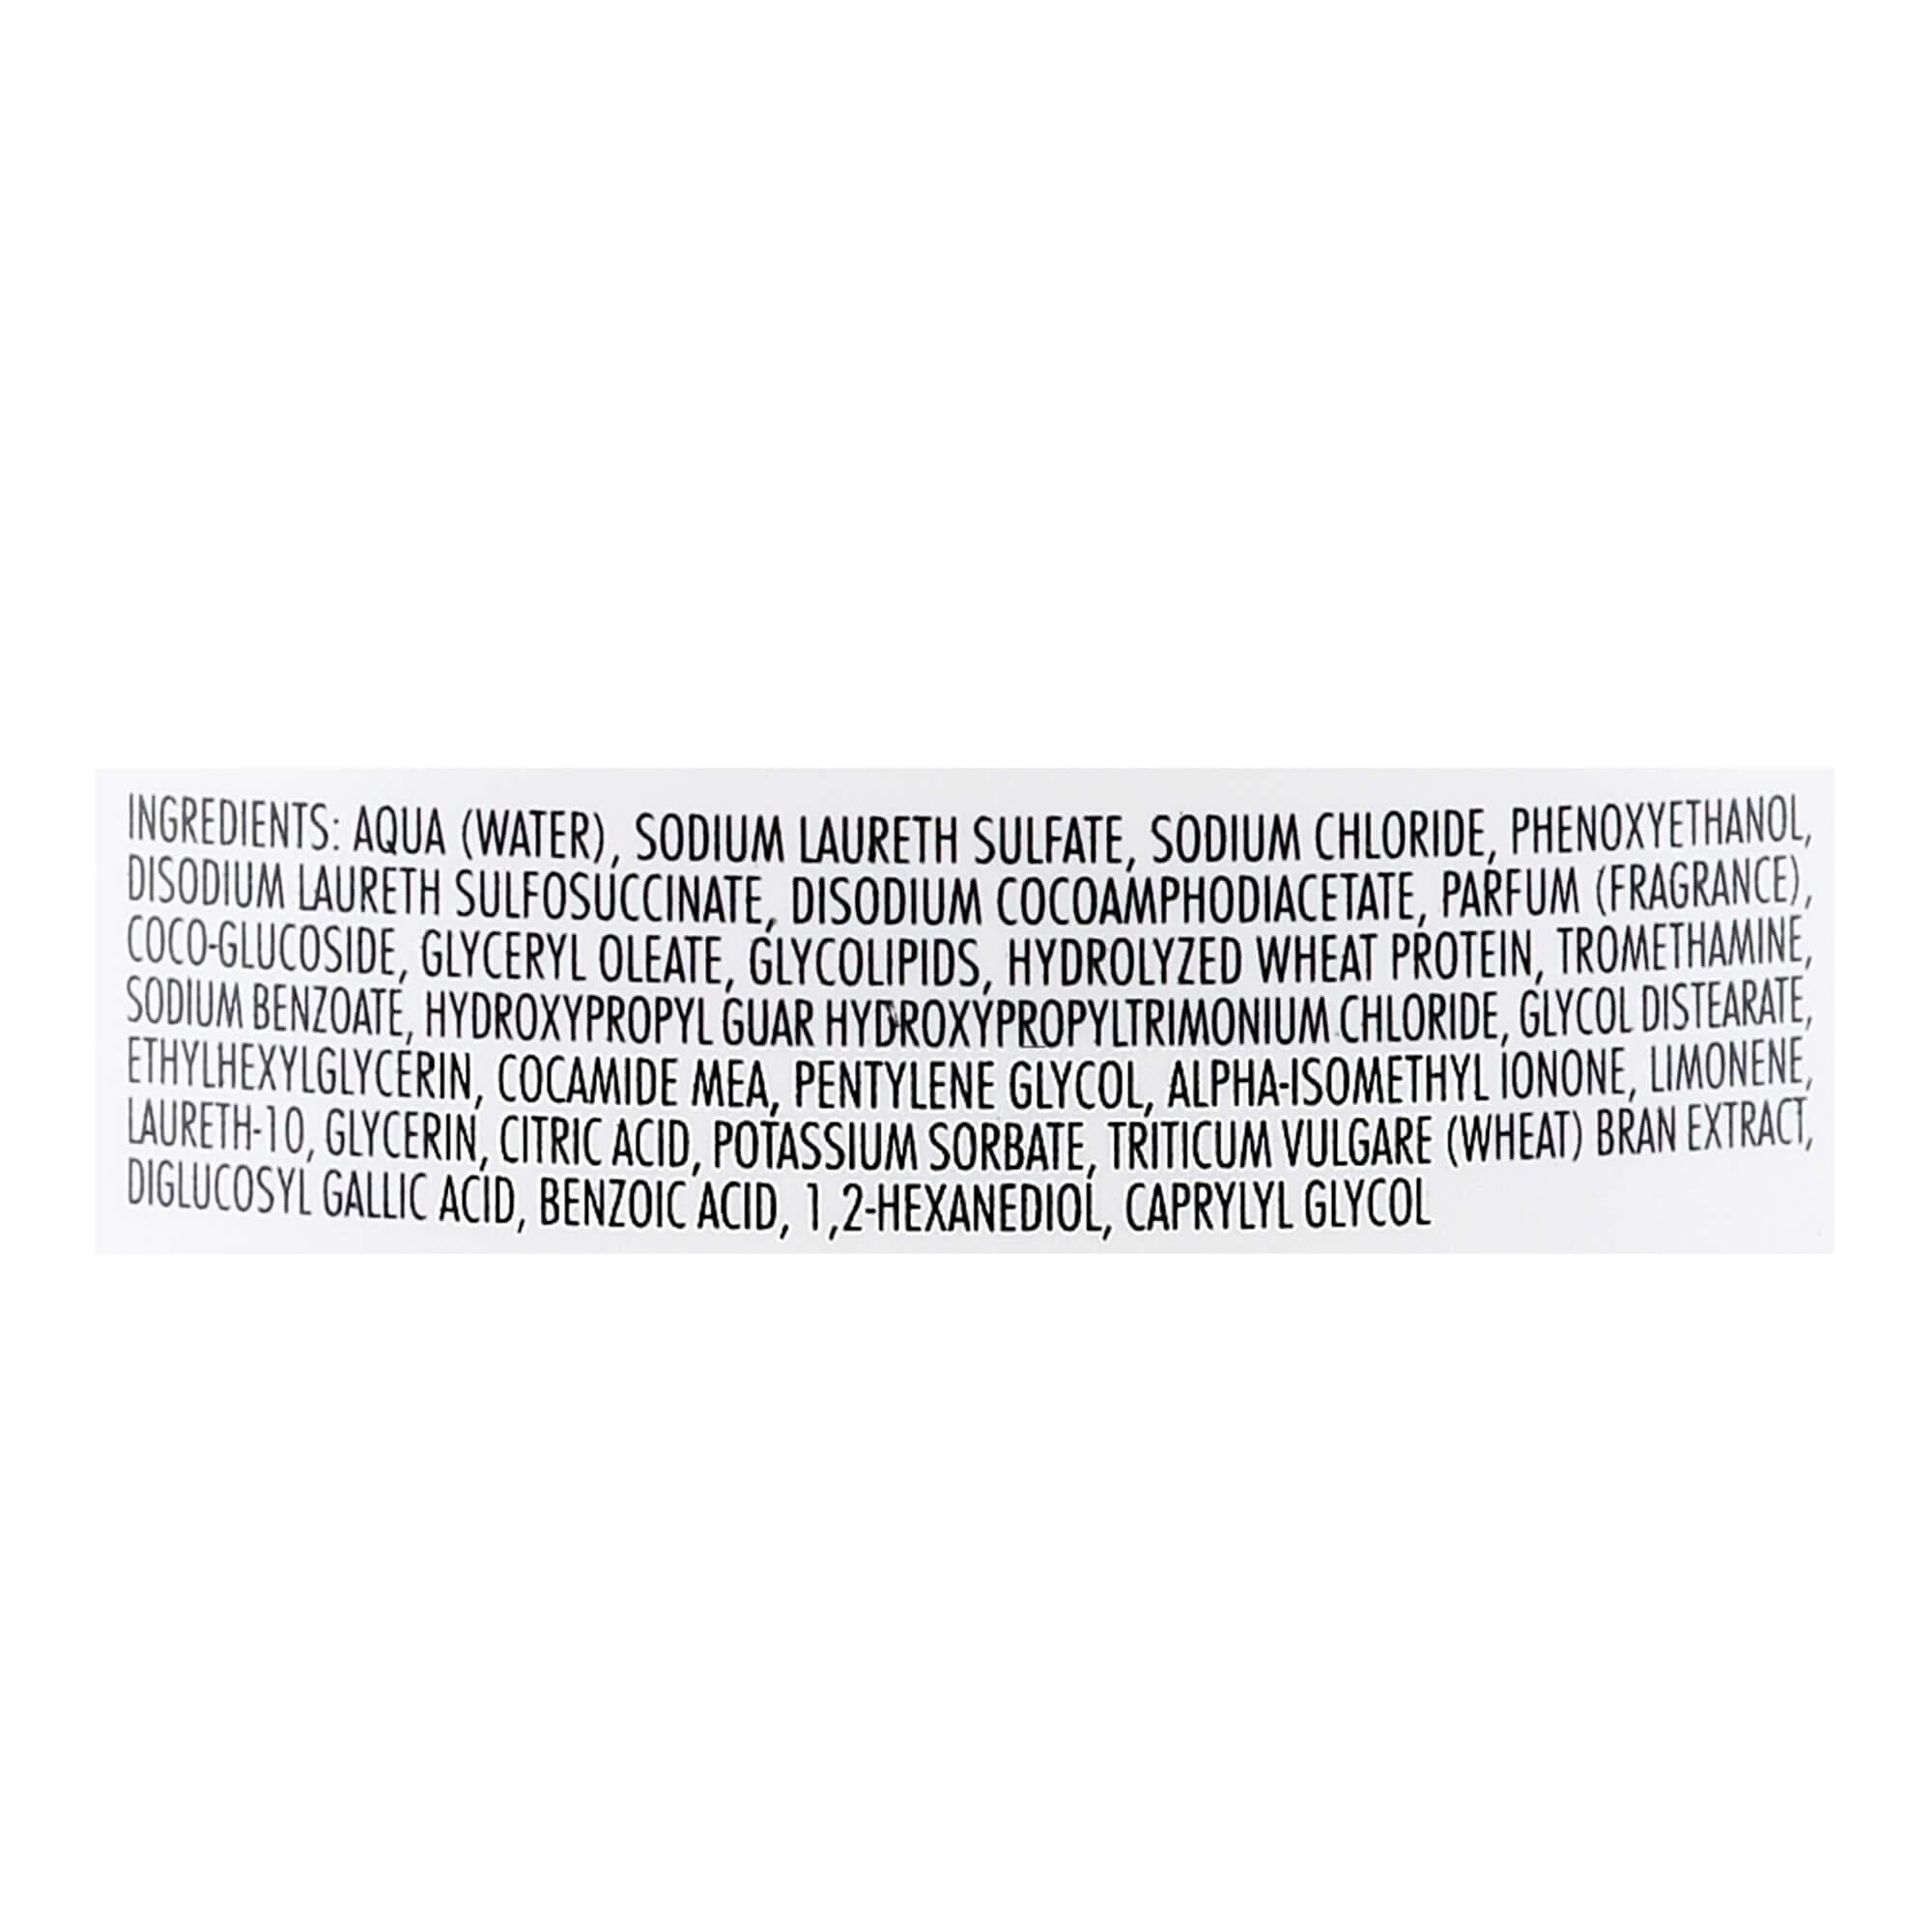 INGREDIENTS: AQUA (WATER), SODIUM LAURETH SULFATE, SODIUM CHLORIDE, PHENOXYETHANOL,
DISODIUM LAURETH SULFOSUCCINATE, DISODIUM COCOAMPHODIACETATE, PARFUM (FRAGRANCE),
COCO-GLUCOSIDE, GLYCERYL OLEATE, GLYCOLIPIDS, HYDROLYZED WHEAT PROTEIN, TROMETHAMINE,
SODIUM BENZOATE, HYDROXYPROPYL GUAR HYDROXYPROPYLTRIMONIUM CHLORIDE, GLYCOL DISTEARATE,
ETHYLHEXYLGLYCERIN, COCAMIDE MEA, PENTYLENE GLYCOL, ALPHA-ISOMETHYL IONONE, LIMONENE,
LAURETH-10, GLYCERIN, CITRIC ACID, POTASSIUM SORBATE, TRITICUM VULGARE (WHEAT) BRAN EXTRACT,
DIGLUCOSYL GALLIC ACID, BENZOIC ACID, 1,2-HEXANEDIOL, CAPRYLYL GLYCOL